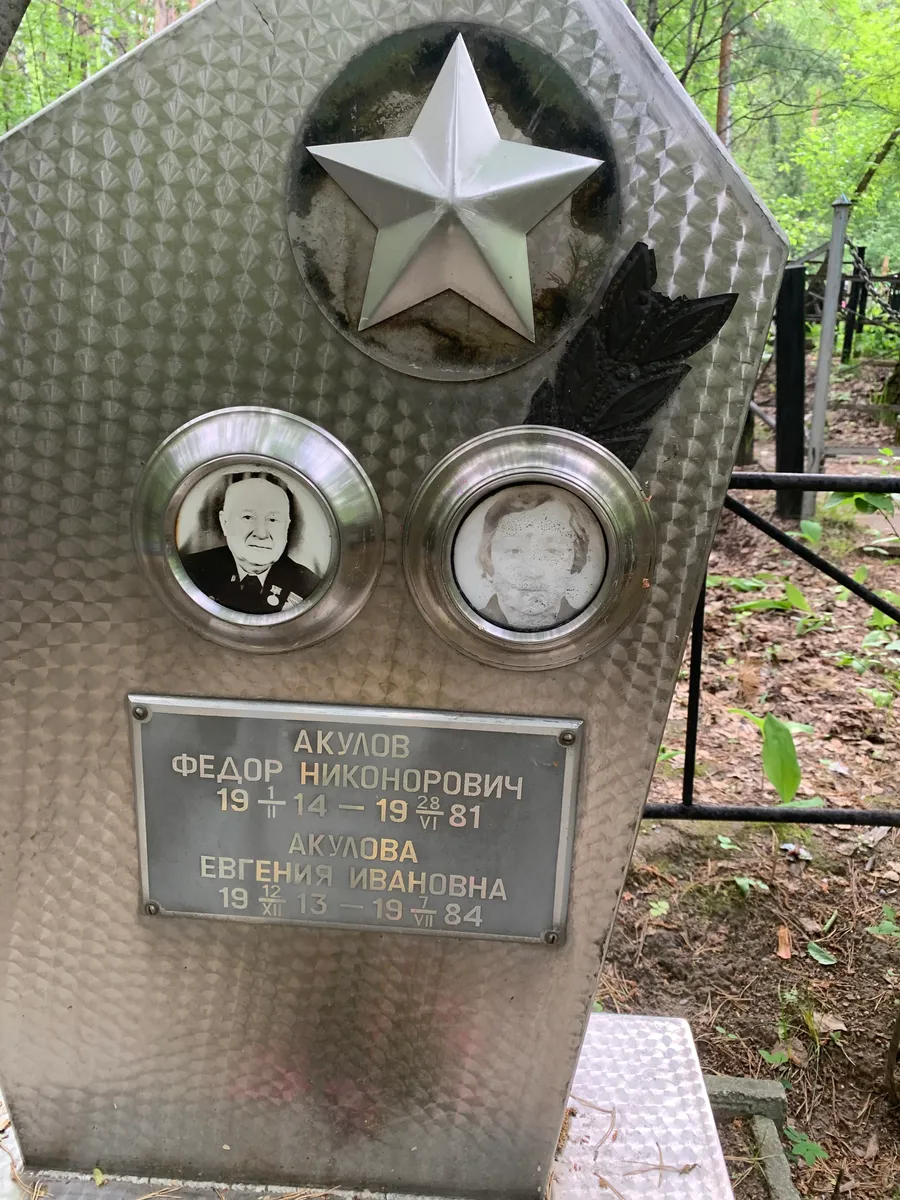 АКУЛОВ
ФЕДОР НИКОНОРОВИЧ
19 1/II 14 — 19 28/VI 81
АКУЛОВА
ЕВГЕНИЯ ИВАНОВНА
19 12/XII 13 — 19 7/VII 84